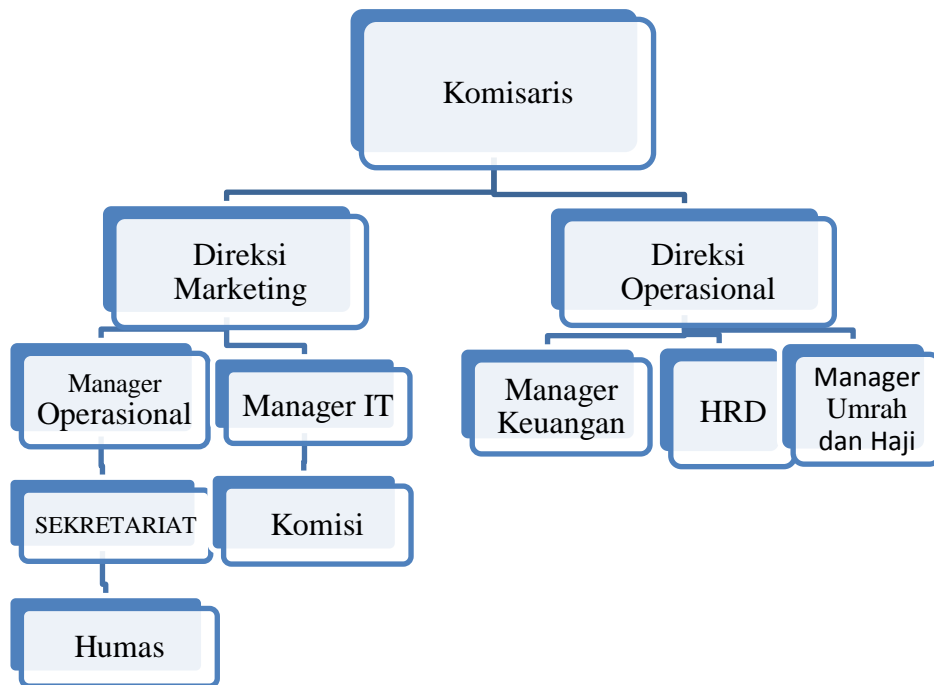 Komisaris
Direksi
Marketing
Direksi
Operasional
Manager
Operasional
Manager IT
Manager
Keuangan
HRD
Manager
Umrah
dan Haji
SEKRETARIAT
Komisi
Humas